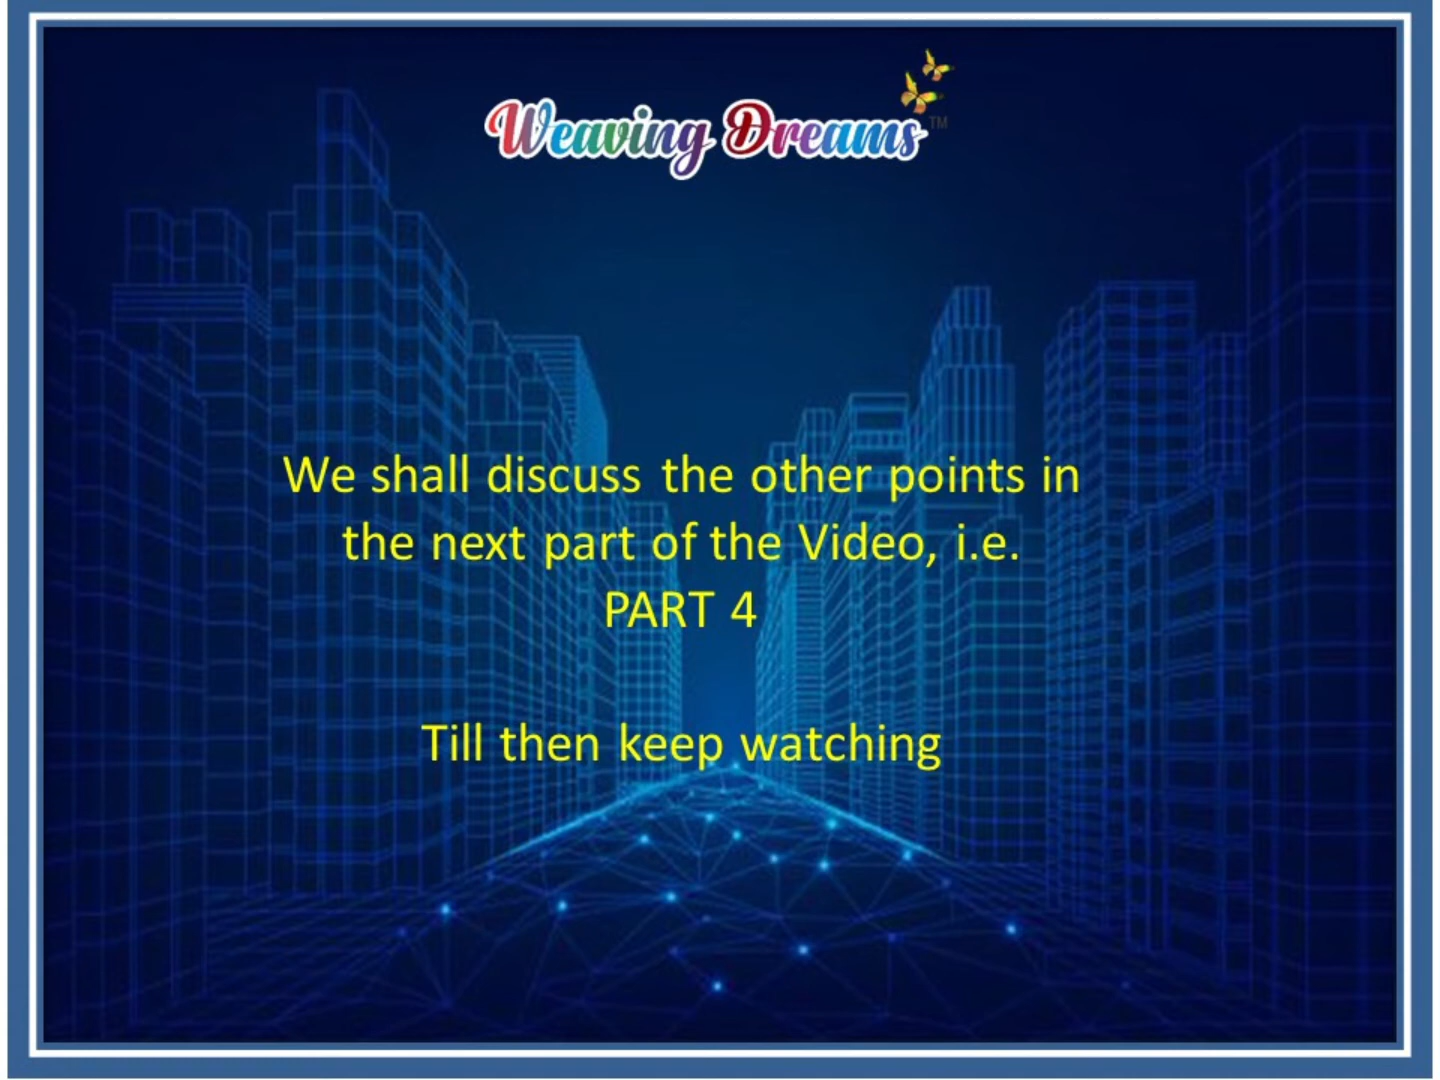 Weaving Dreams™
We shall discuss the other points in
the next part of the Video, i.e.
PART 4
Till then keep watching